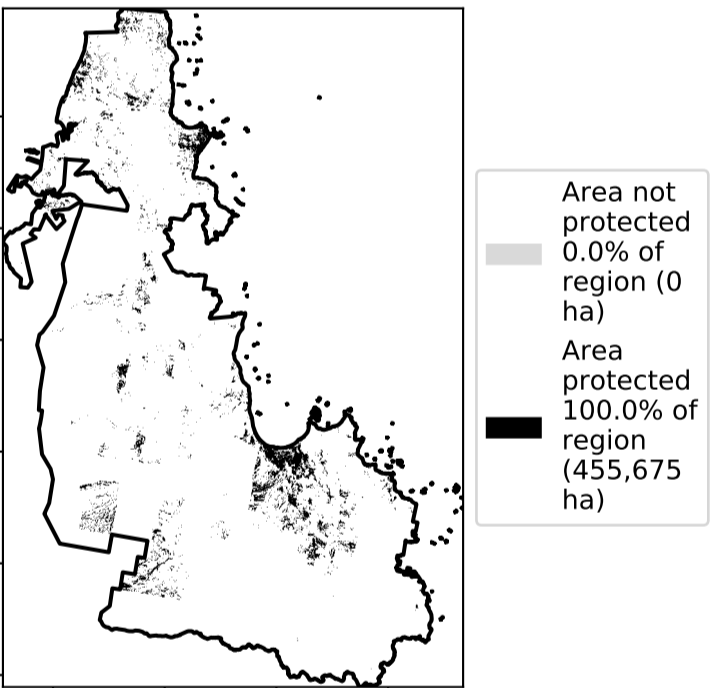 Area not
protected
0.0% of
region (0
ha)
Area
protected
100.0% of
region
(455,675
ha)